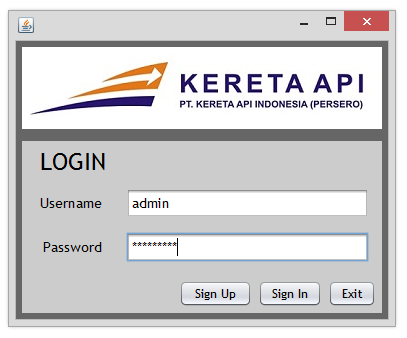 KERETA API
PT. KERETA API INDONESIA (PERSERO)
LOGIN
Username admin
Password *********
Sign Up Sign In Exit